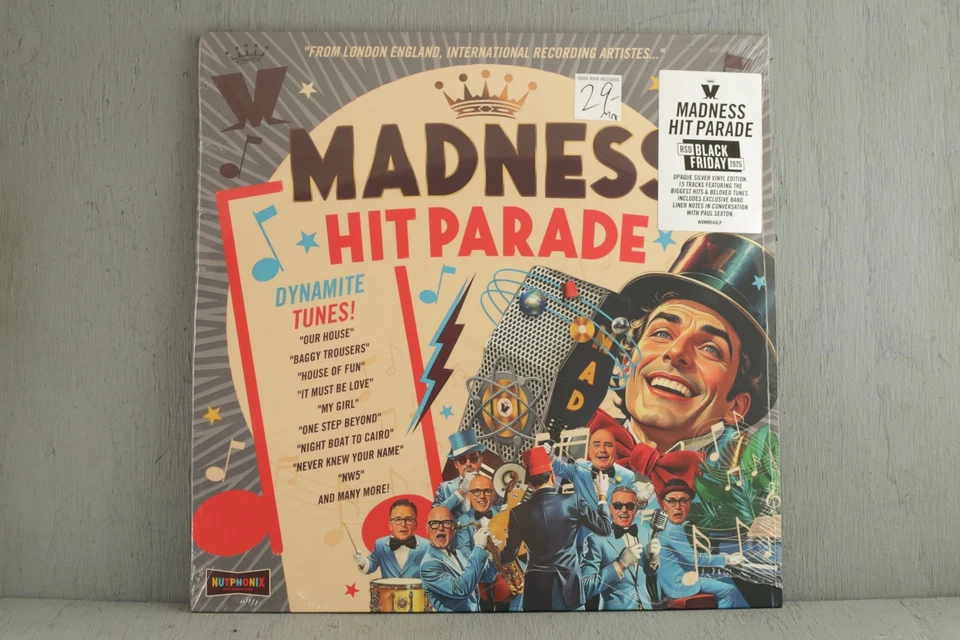 "FROM LONDON ENGLAND, INTERNATIONAL RECORDING ARTISTES..."
MADNESS
HIT PARADE
29-
MADNESS
HIT PARADE
RSD BLACK FRIDAY 2025
OPAQUE SILVER VINYL EDITION
15 TRACKS FEATURING THE
BIGGEST HITS & BELOVED TUNES.
INCLUDES EXCLUSIVE BAND
LINER NOTES IN CONVERSATION
WITH PAUL SEXTON.
DYNAMITE
TUNES!
"OUR HOUSE"
"BAGGY TROUSERS"
"HOUSE OF FUN"
"IT MUST BE LOVE"
"MY GIRL"
"ONE STEP BEYOND"
"NIGHT BOAT TO CAIRO"
"NEVER KNEW YOUR NAME"
"NW5"
AND MANY MORE!
MAD
NUTPHONIX